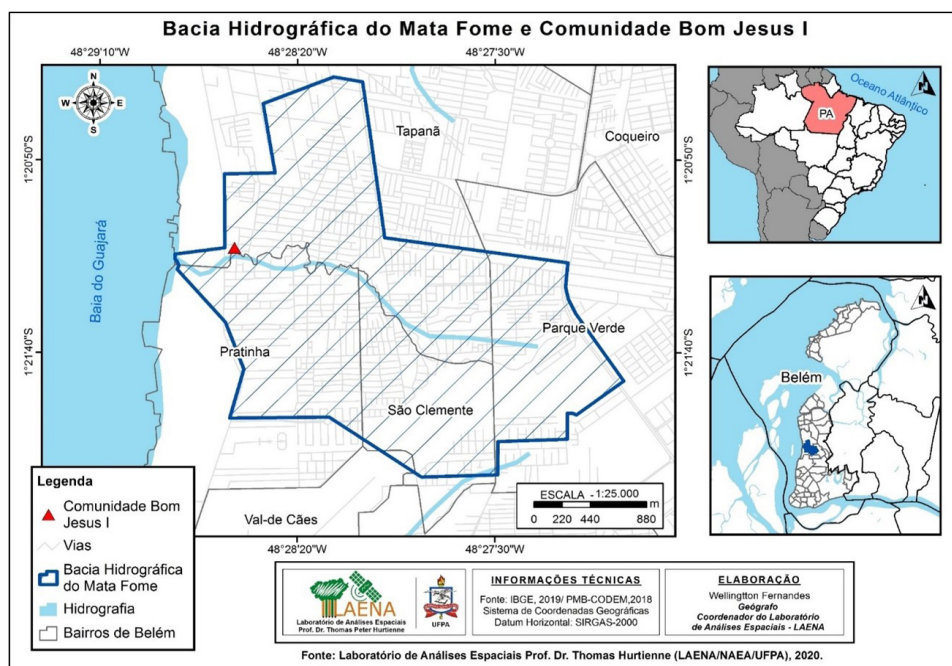 Bacia Hidrográfica do Mata Fome e Comunidade Bom Jesus I
48°29'10"W
48°28'20"W
48°27'30"W
N
W
E
S
1°20'50"S
1°20'50"S
1°21'40"S
1°21'40"S
Tapanã
Coqueiro
Baia do Guajará
Parque Verde
Pratinha
São Clemente
Val-de Cães
48°28'20"W
48°27'30"W
ESCALA - 1:25.000
m
0 220 440 880
Legenda
Comunidade Bom
Jesus I
Vias
Bacia Hidrográfica
do Mata Fome
Hidrografia
Bairros de Belém
Oceano Atlântico
N
PA
N
Belém
LAENA
Laboratório de Análises Espaciais
Prof. Dr. Thomas Peter Hurtienne
UFPA
INFORMAÇÕES TÉCNICAS
Fonte: IBGE, 2019/ PMB-CODEM,2018
Sistema de Coordenadas Geográficas
Datum Horizontal: SIRGAS-2000
ELABORAÇÃO
Wellingtton Fernandes
Geógrafo
Coordenador do Laboratório
de Análises Espaciais - LAENA
Fonte: Laboratório de Análises Espaciais Prof. Dr. Thomas Hurtienne (LAENA/NAEA/UFPA), 2020.